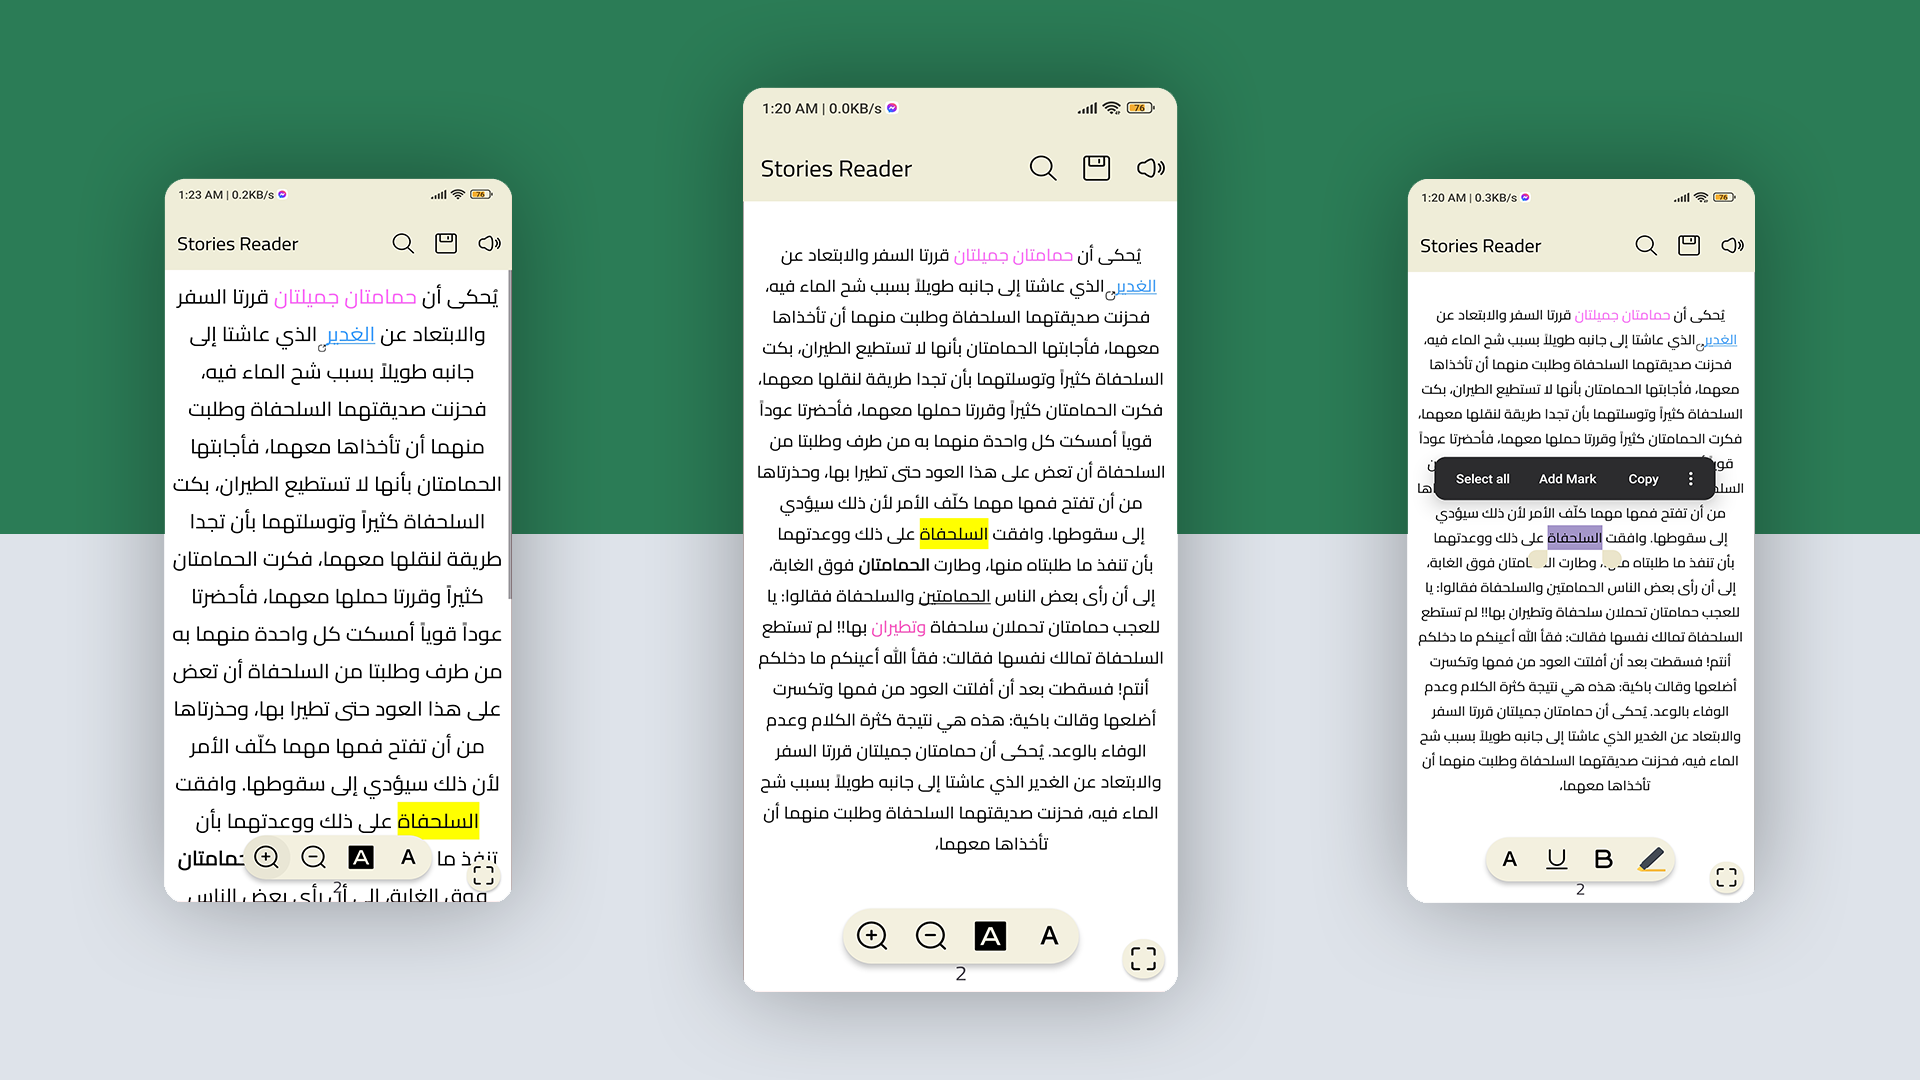 1:23 AM | 0.2KB/s
76
Stories Reader
يُحكى أن حمامتان جميلتان قررتا السفر
والابتعاد عن الغدير الذي عاشتا إلى
جانبه طويلاً بسبب شح الماء فيه،
فحزنت صديقتهما السلحفاة وطلبت
منهما أن تأخذاها معهما، فأجابتها
الحمامتان بأنها لا تستطيع الطيران، بكت
السلحفاة كثيراً وتوسلتهما بأن تجدا
طريقة لنقلها معهما، فكرت الحمامتان
كثيراً وقررتا حملها معهما، فأحضرتا
عوداً قوياً أمسكت كل واحدة منهما به
من طرف وطلبتا من السلحفاة أن تعض
على هذا العود حتى تطيرا بها، وحذرتاها
من أن تفتح فمها مهما كلّف الأمر
لأن ذلك سيؤدي إلى سقوطها. وافقت
السلحفاة على ذلك ووعدتهما بأن
تنفذ ما
فوق الغابة، إلى أن رأى بعض الناس
A A
2
1:20 AM | 0.0KB/s
76
Stories Reader
يُحكى أن حمامتان جميلتان قررتا السفر والابتعاد عن
الغدير الذي عاشتا إلى جانبه طويلاً بسبب شح الماء فيه،
فحزنت صديقتهما السلحفاة وطلبت منهما أن تأخذاها
معهما، فأجابتها الحمامتان بأنها لا تستطيع الطيران، بكت
السلحفاة كثيراً وتوسلتهما بأن تجدا طريقة لنقلها معهما،
فكرت الحمامتان كثيراً وقررتا حملها معهما، فأحضرتا عوداً
قوياً أمسكت كل واحدة منهما به من طرف وطلبتا من
السلحفاة أن تعض على هذا العود حتى تطيرا بها، وحذرتاها
من أن تفتح فمها مهما كلّف الأمر لأن ذلك سيؤدي
إلى سقوطها. وافقت السلحفاة على ذلك ووعدتهما
بأن تنفذ ما طلبتاه منها، وطارت الحمامتان فوق الغابة،
إلى أن رأى بعض الناس الحمامتين والسلحفاة فقالوا: يا
للعجب حمامتان تحملان سلحفاة وتطيران بها!! لم تستطع
السلحفاة تمالك نفسها فقالت: فقأ الله أعينكم ما دخلكم
أنتم! فسقطت بعد أن أفلتت العود من فمها وتكسرت
أضلعها وقالت باكية: هذه هي نتيجة كثرة الكلام وعدم
الوفاء بالوعد. يُحكى أن حمامتان جميلتان قررتا السفر
والابتعاد عن الغدير الذي عاشتا إلى جانبه طويلاً بسبب شح
الماء فيه، فحزنت صديقتهما السلحفاة وطلبت منهما أن
تأخذاها معهما،
A A
2
1:20 AM | 0.3KB/s
76
Stories Reader
يُحكى أن حمامتان جميلتان قررتا السفر والابتعاد عن
الغدير الذي عاشتا إلى جانبه طويلاً بسبب شح الماء فيه،
فحزنت صديقتهما السلحفاة وطلبت منهما أن تأخذاها
معهما، فأجابتها الحمامتان بأنها لا تستطيع الطيران، بكت
السلحفاة كثيراً وتوسلتهما بأن تجدا طريقة لنقلها معهما،
فكرت الحمامتان كثيراً وقررتا حملها معهما، فأحضرتا عوداً
Select all Add Mark Copy
من أن تفتح فمها مهما كلّف الأمر لأن ذلك سيؤدي
إلى سقوطها. وافقت السلحفاة على ذلك ووعدتهما
بأن تنفذ ما طلبتاه وطارت فوق الغابة،
إلى أن رأى بعض الناس الحمامتين والسلحفاة فقالوا: يا
للعجب حمامتان تحملان سلحفاة وتطيران بها!! لم تستطع
السلحفاة تمالك نفسها فقالت: فقأ الله أعينكم ما دخلكم
أنتم! فسقطت بعد أن أفلتت العود من فمها وتكسرت
أضلعها وقالت باكية: هذه هي نتيجة كثرة الكلام وعدم
الوفاء بالوعد. يُحكى أن حمامتان جميلتان قررتا السفر
والابتعاد عن الغدير الذي عاشتا إلى جانبه طويلاً بسبب شح
الماء فيه، فحزنت صديقتهما السلحفاة وطلبت منهما أن
تأخذاها معهما،
A U B
2